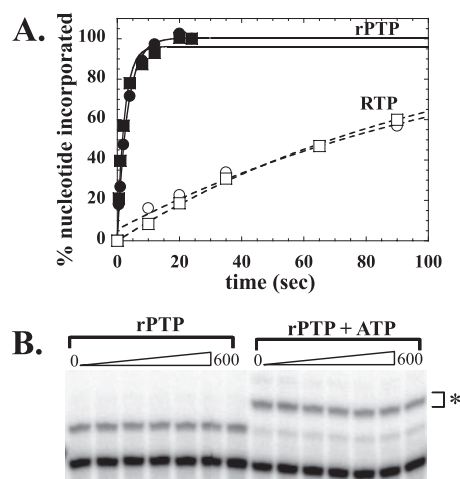 A.
% nucleotide incorporated
100
80
60
40
20
0
rPTP
RTP
0 20 40 60 80 100
time (sec)
B.
rPTP rPTP + ATP
0 600 0 600
*